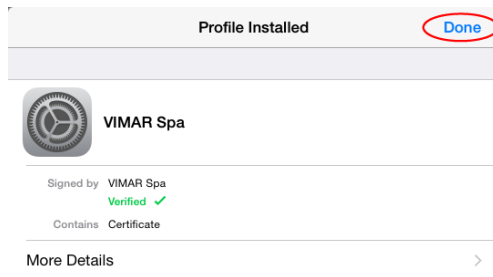 Profile Installed Done
VIMAR Spa
Signed by VIMAR Spa
Verified ✓
Contains Certificate
More Details